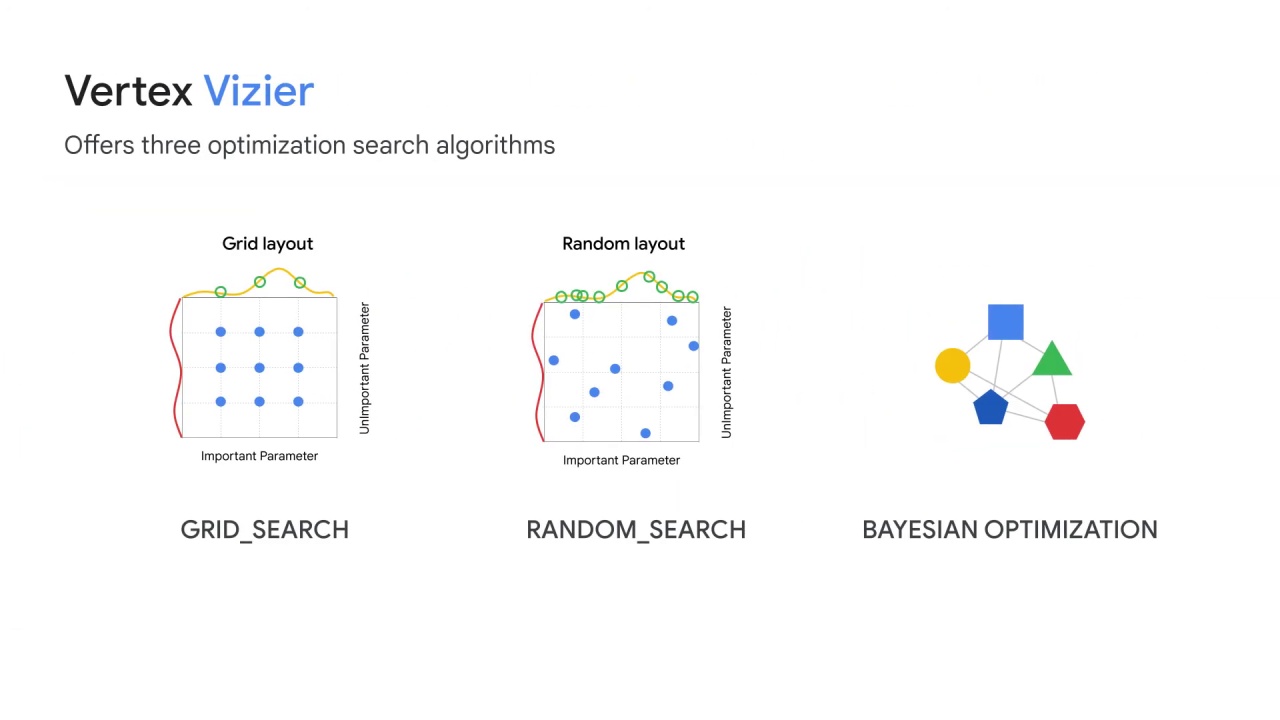 Vertex Vizier
Offers three optimization search algorithms
Grid layout
UnImportant Parameter
Important Parameter
GRID_SEARCH
Random layout
UnImportant Parameter
Important Parameter
RANDOM_SEARCH
BAYESIAN OPTIMIZATION